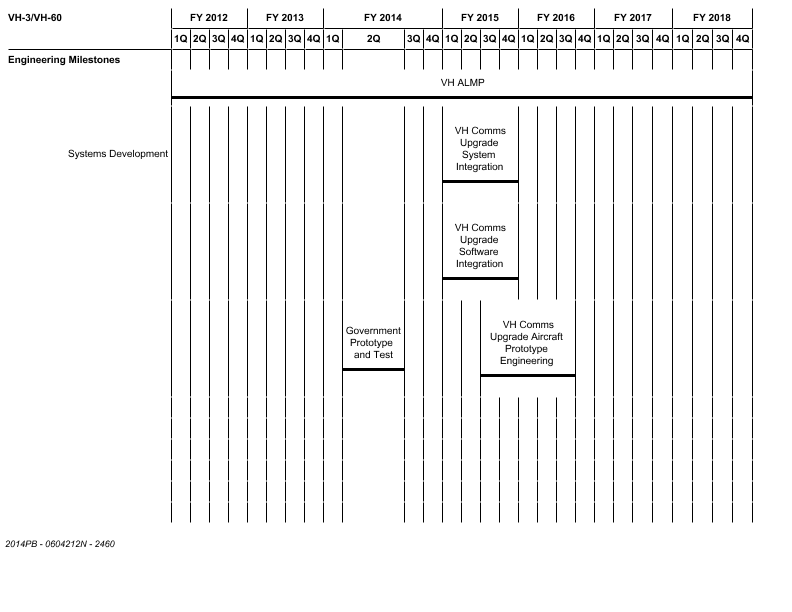 VH-3/VH-60 FY 2012 FY 2013 FY 2014 FY 2015 FY 2016 FY 2017 FY 2018
1Q 2Q 3Q 4Q 1Q 2Q 3Q 4Q 1Q 2Q 3Q 4Q 1Q 2Q 3Q 4Q 1Q 2Q 3Q 4Q 1Q 2Q 3Q 4Q 1Q 2Q 3Q 4Q
Engineering Milestones
VH ALMP
Systems Development
VH Comms
Upgrade
System
Integration
VH Comms
Upgrade
Software
Integration
Government
Prototype
and Test
VH Comms
Upgrade Aircraft
Prototype
Engineering
2014PB - 0604212N - 2460